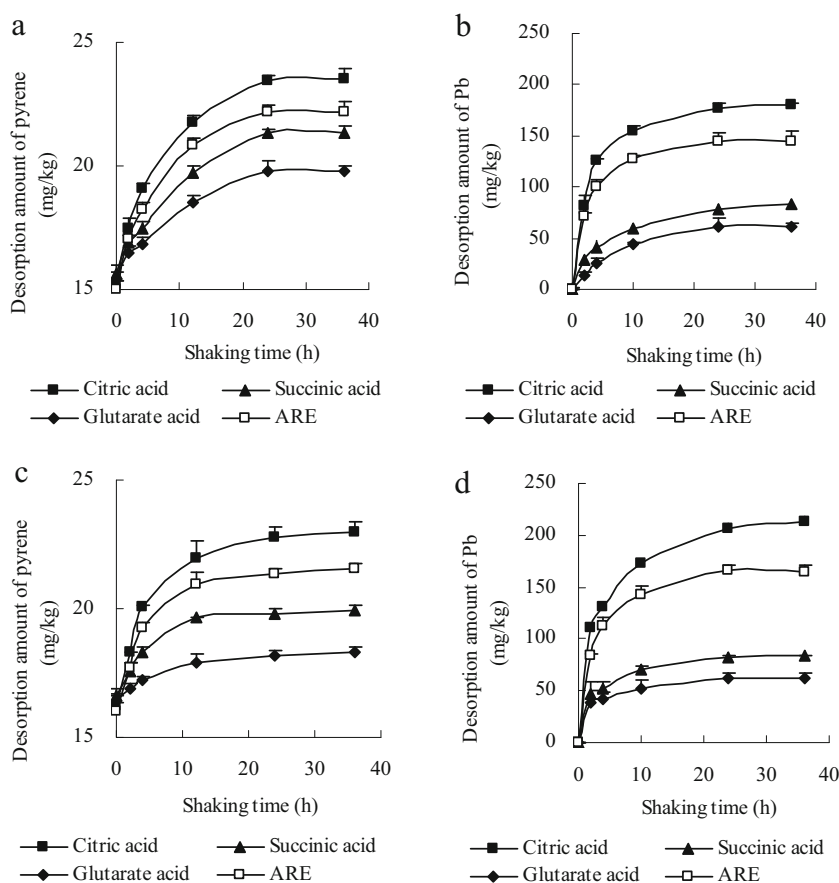 a
Desorption amount of pyrene
(mg/kg)
25
20
15
0 10 20 30 40
Shaking time (h)
Citric acid Succinic acid
Glutarate acid ARE
b
Desorption amount of Pb
(mg/kg)
250
200
150
100
50
0
0 10 20 30 40
Shaking time (h)
Citric acid Succinic acid
Glutarate acid ARE
c
Desorption amount of pyrene
(mg/kg)
25
20
15
0 10 20 30 40
Shaking time (h)
Citric acid Succinic acid
Glutarate acid ARE
d
Desorption amount of Pb
(mg/kg)
250
200
150
100
50
0
0 10 20 30 40
Shaking time (h)
Citric acid Succinic acid
Glutarate acid ARE